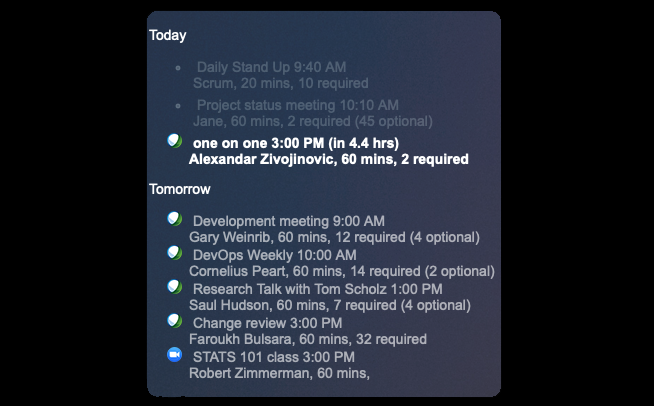 Today
Daily Stand Up 9:40 AM
Scrum, 20 mins, 10 required
Project status meeting 10:10 AM
Jane, 60 mins, 2 required (45 optional)
one on one 3:00 PM (in 4.4 hrs)
Alexandar ZIvojinovic, 60 mins, 2 required
Tomorrow
Development meeting 9:00 AM
Gary Weinrib, 60 mins, 12 required (4 optional)
DevOps Weekly 10:00 AM
Cornelius Peart, 60 mins, 14 required (2 optional)
Research Talk with Tom Scholz 1:00 PM
Saul Hudson, 60 mins, 7 required (4 optional)
Change review 3:00 PM
Faroukh Bulsara, 60 mins, 32 required
STATS 101 class 3:00 PM
Robert Zimmerman, 60 mins,